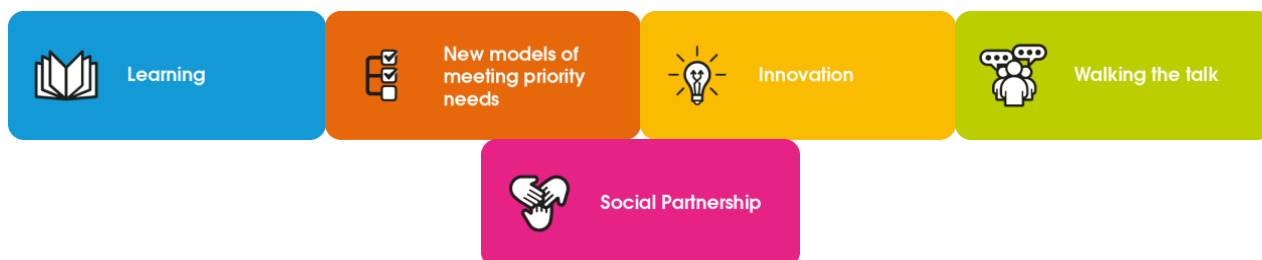 Learning
New models of
meeting priority
needs
Innovation
Walking the talk
Social Partnership